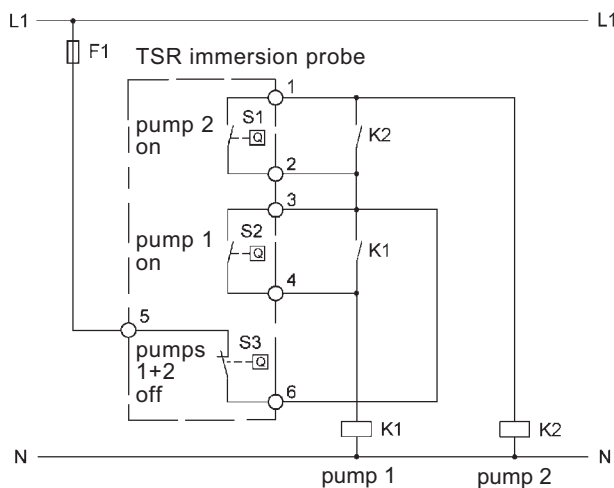 L1 L1
F1
TSR immersion probe
1
pump 2
on
S1
Q
K2
2
3
pump 1
on
S2
Q
K1
4
5
pumps
1+2
off
S3
Q
6
K1 K2
N N
pump 1 pump 2